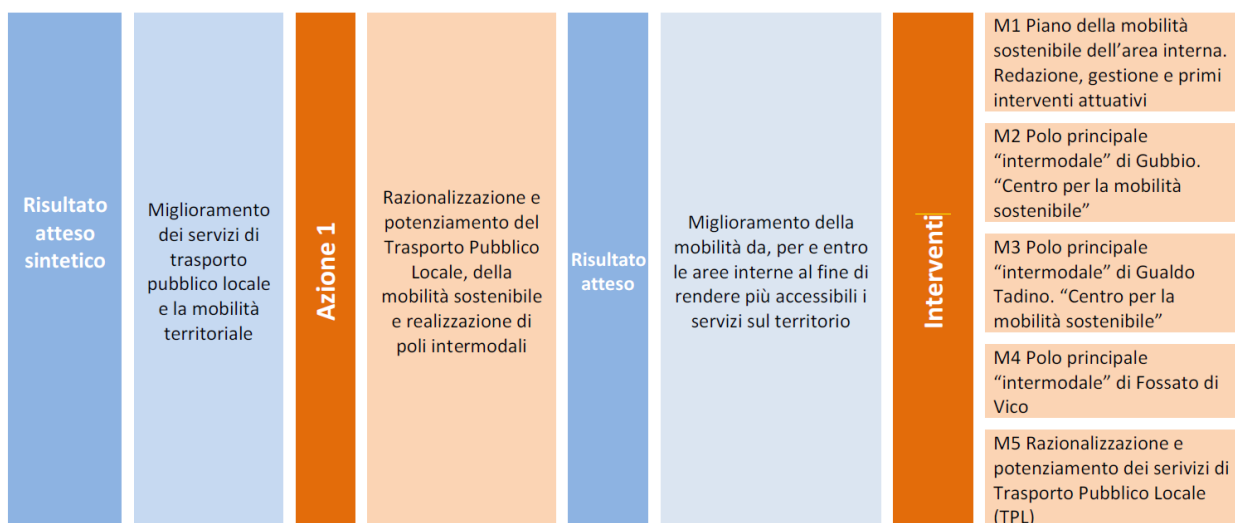 Risultato
atteso
sintetico
Miglioramento
dei servizi di
trasporto
pubblico locale
e la mobilità
territoriale
Azione 1
Razionalizzazione e
potenziamento del
Trasporto Pubblico
Locale, della
mobilità sostenibile
e realizzazione di
poli intermodali
Risultato
atteso
Miglioramento della
mobilità da, per e entro
le aree interne al fine di
rendere più accessibili i
servizi sul territorio
Interventi
M1 Piano della mobilità
sostenibile dell’area interna.
Redazione, gestione e primi
interventi attuativi
M2 Polo principale
“intermodale” di Gubbio.
“Centro per la mobilità
sostenibile”
M3 Polo principale
“intermodale” di Gualdo
Tadino. “Centro per la
mobilità sostenibile”
M4 Polo principale
“intermodale” di Fossato di
Vico
M5 Razionalizzazione e
potenziamento dei serivizi di
Trasporto Pubblico Locale
(TPL)